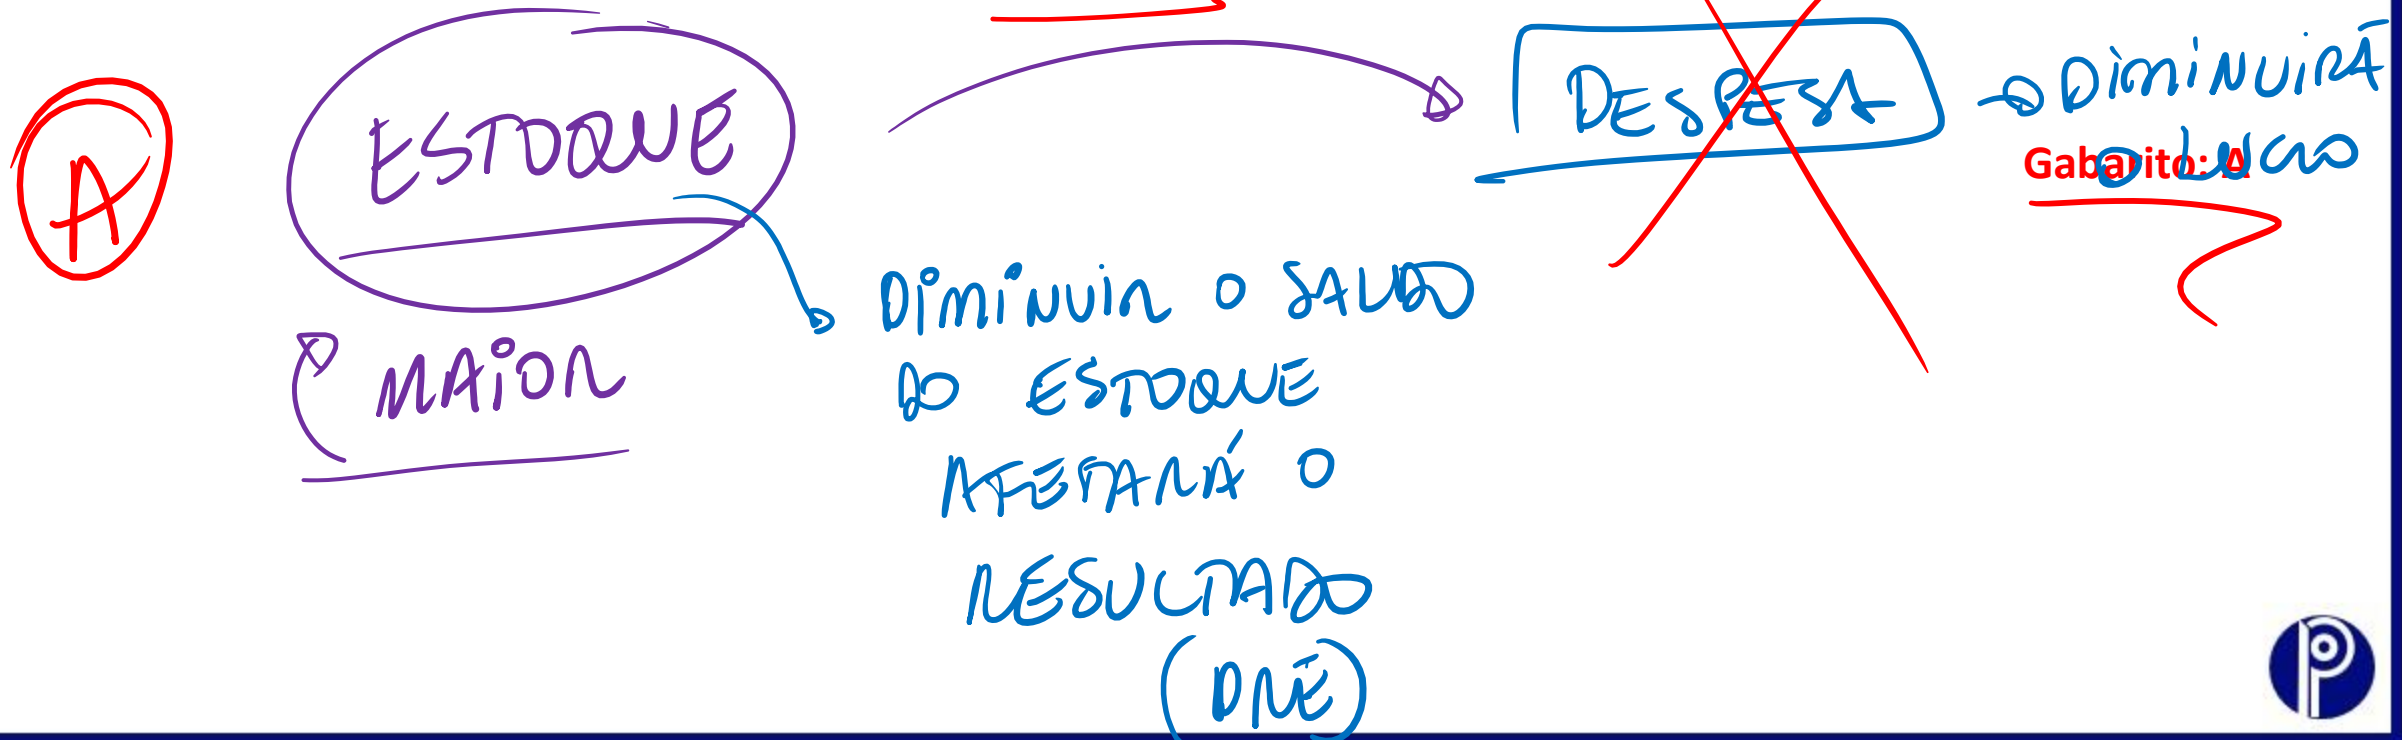 A
ESTOQUE
MAIOR
DESPESA
DIMINUIRÁ
O LUCRO
Gabarito: A
DIMINUIR O SALDO
DO ESTOQUE
AFETARÁ O
RESULTADO
(DRE)